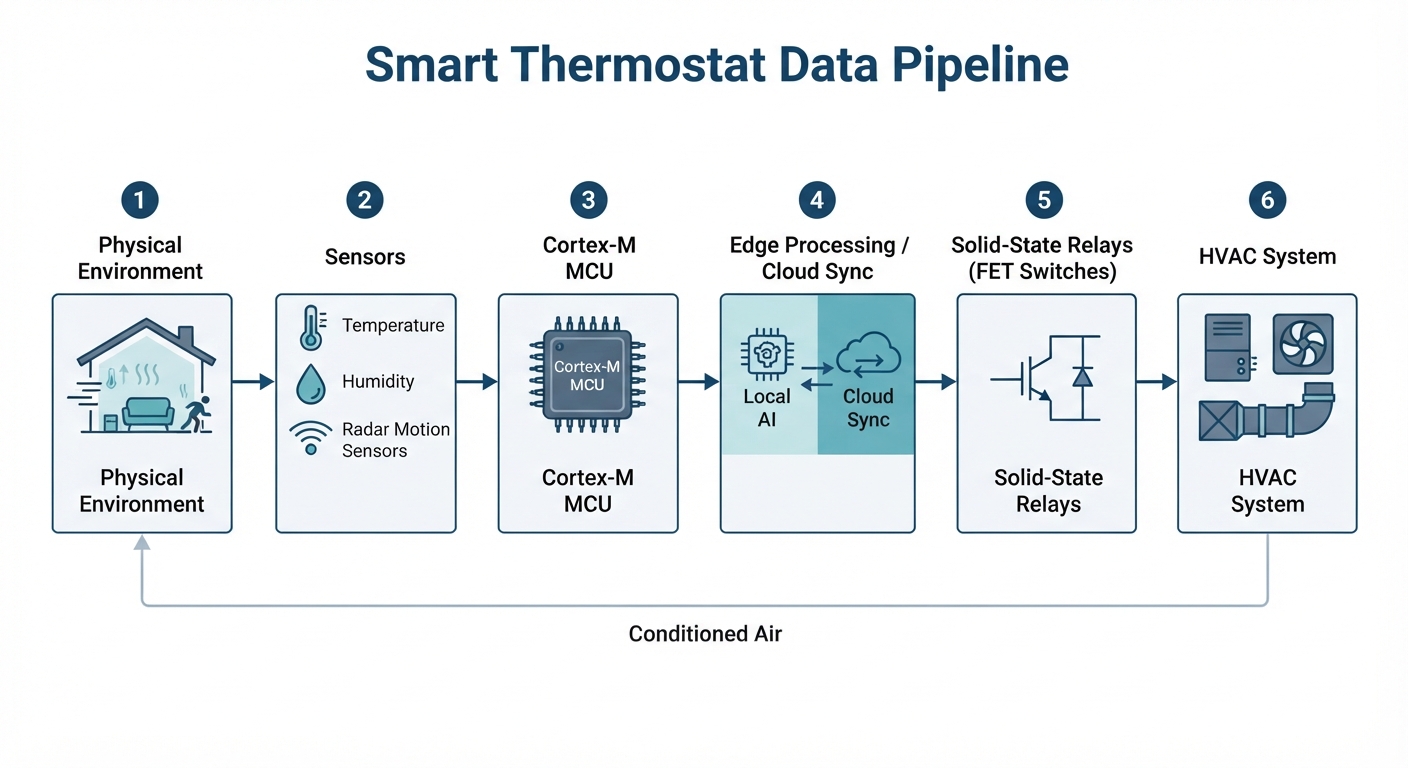 Smart Thermostat Data Pipeline
1
Physical
Environment
Physical
Environment
2
Sensors
Temperature
Humidity
Radar Motion
Sensors
3
Cortex-M
MCU
Cortex-M
MCU
Cortex-M
MCU
4
Edge Processing /
Cloud Sync
Local
AI
Cloud
Sync
5
Solid-State Relays
(FET Switches)
Solid-State
Relays
6
HVAC System
HVAC
System
Conditioned Air